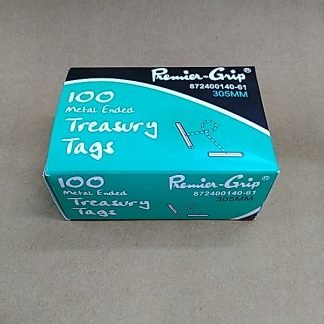 Premier-Grip®
872400140-61
305MM
100
Metal Ended
Treasury
Tags
100
Metal Ended
Treasury
Tags
Premier-Grip®
872400140-61
305MM